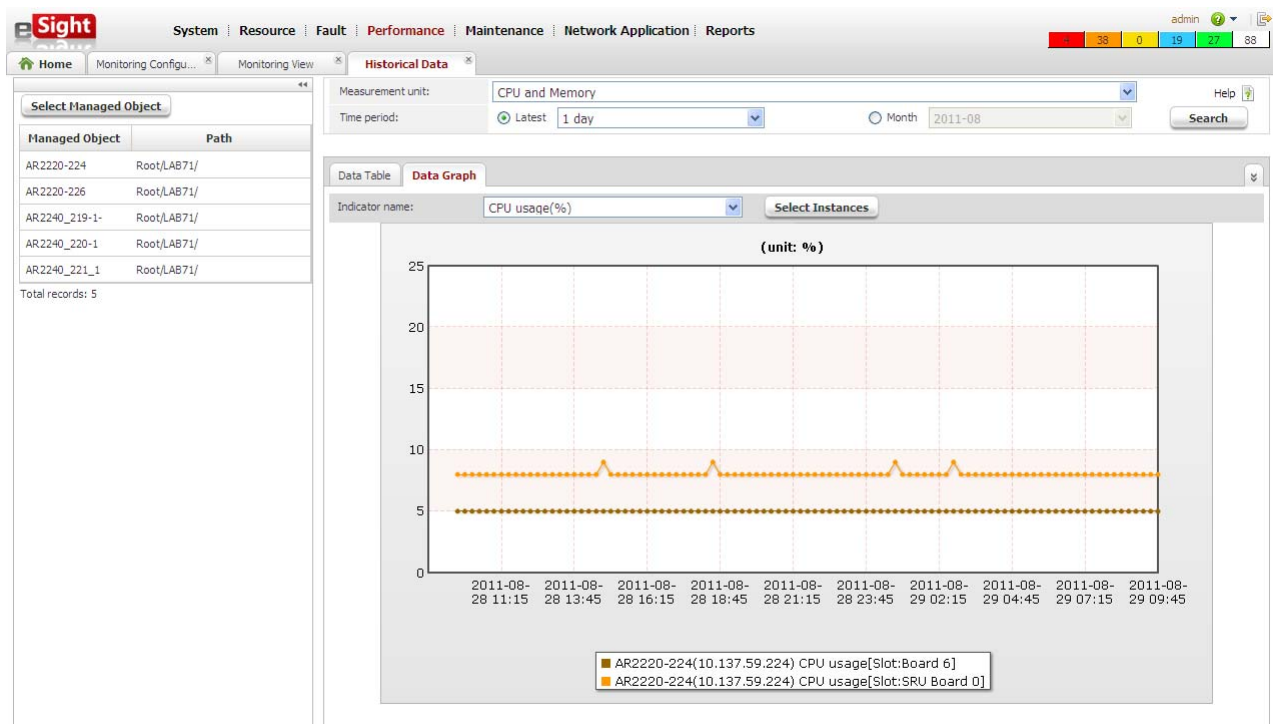 eSight
System Resource Fault Performance Maintenance Network Application Reports
admin
4 38 0 19 27 88
Home Monitoring Configu... Monitoring View Historical Data
Select Managed Object
Managed Object Path
AR2220-224 Root/LAB71/
AR2220-226 Root/LAB71/
AR2240_219-1- Root/LAB71/
AR2240_220-1 Root/LAB71/
AR2240_221_1 Root/LAB71/
Total records: 5
Measurement unit: CPU and Memory Help
Time period: Latest 1 day Month 2011-08 Search
Data Table Data Graph
Indicator name: CPU usage(%) Select Instances
(unit: %)
25
20
15
10
5
0
2011-08-28 11:15
2011-08-28 13:45
2011-08-28 16:15
2011-08-28 18:45
2011-08-28 21:15
2011-08-28 23:45
2011-08-29 02:15
2011-08-29 04:45
2011-08-29 07:15
2011-08-29 09:45
AR2220-224(10.137.59.224) CPU usage[Slot:Board 6]
AR2220-224(10.137.59.224) CPU usage[Slot:SRU Board 0]